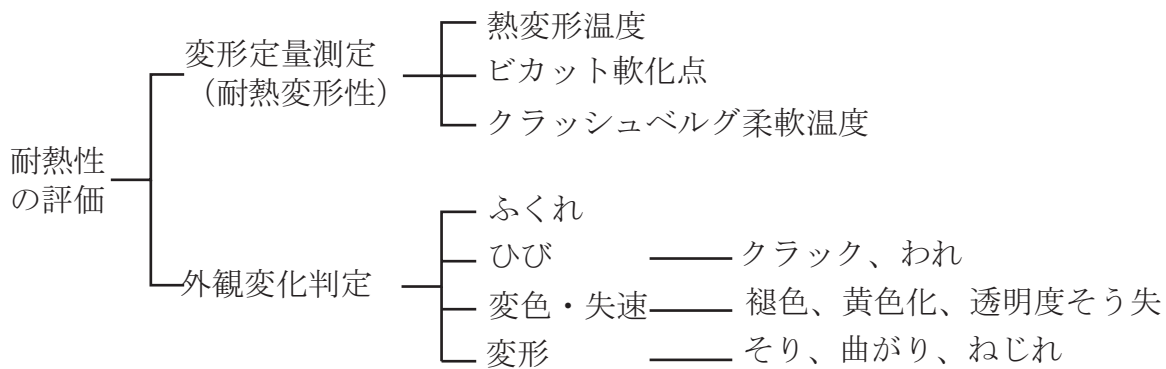 耐熱性
の評価
変形定量測定
（耐熱変形性）
熱変形温度
ビカット軟化点
クラッシュベルグ柔軟温度
外観変化判定
ふくれ
ひび
クラック、われ
変色・失速
褪色、黄色化、透明度そう失
変形
そり、曲がり、ねじれ